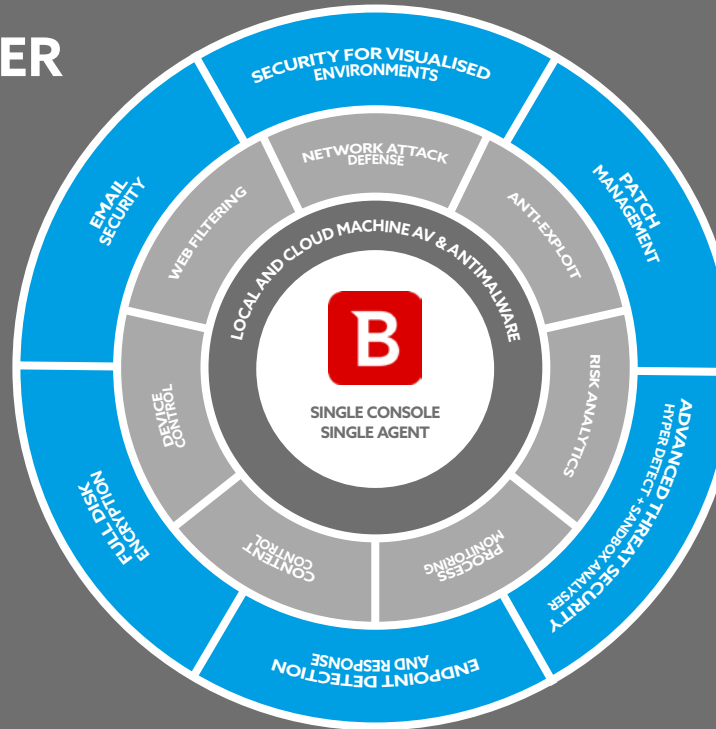 ER
SECURITY FOR VISUALISED
ENVIRONMENTS
PATCH
MANAGEMENT
ADVANCED THREAT SECURITY
HYPER DETECT + SANDBOX ANALYSER
ENDPOINT DETECTION
AND RESPONSE
FULL DISK
ENCRYPTION
EMAIL
SECURITY
NETWORK ATTACK
DEFENSE
ANTI-EXPLOIT
RISK ANALYTICS
PROCESS
MONITORING
CONTENT
CONTROL
DEVICE
CONTROL
WEB FILTERING
LOCAL AND CLOUD MACHINE AV & ANTIMALWARE
B
SINGLE CONSOLE
SINGLE AGENT